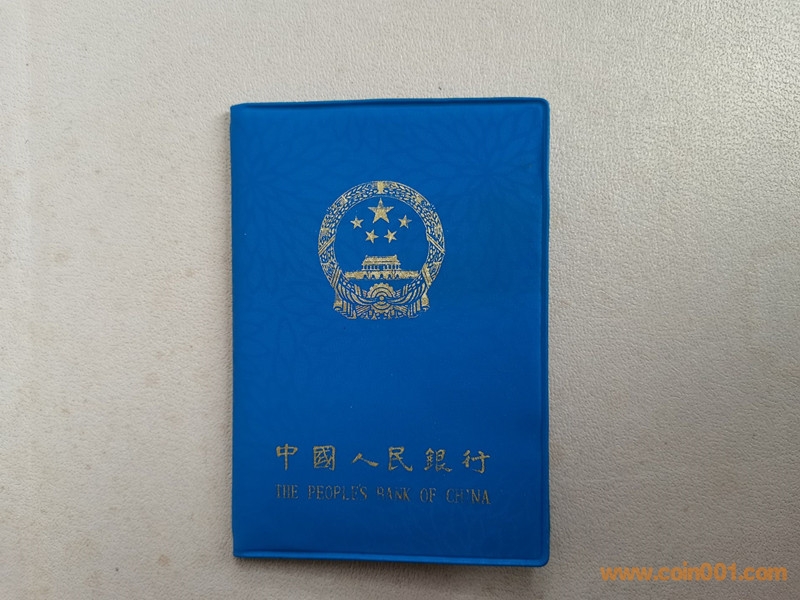 中國人民銀行
THE PEOPLE'S BANK OF CHINA
www.coin001.com